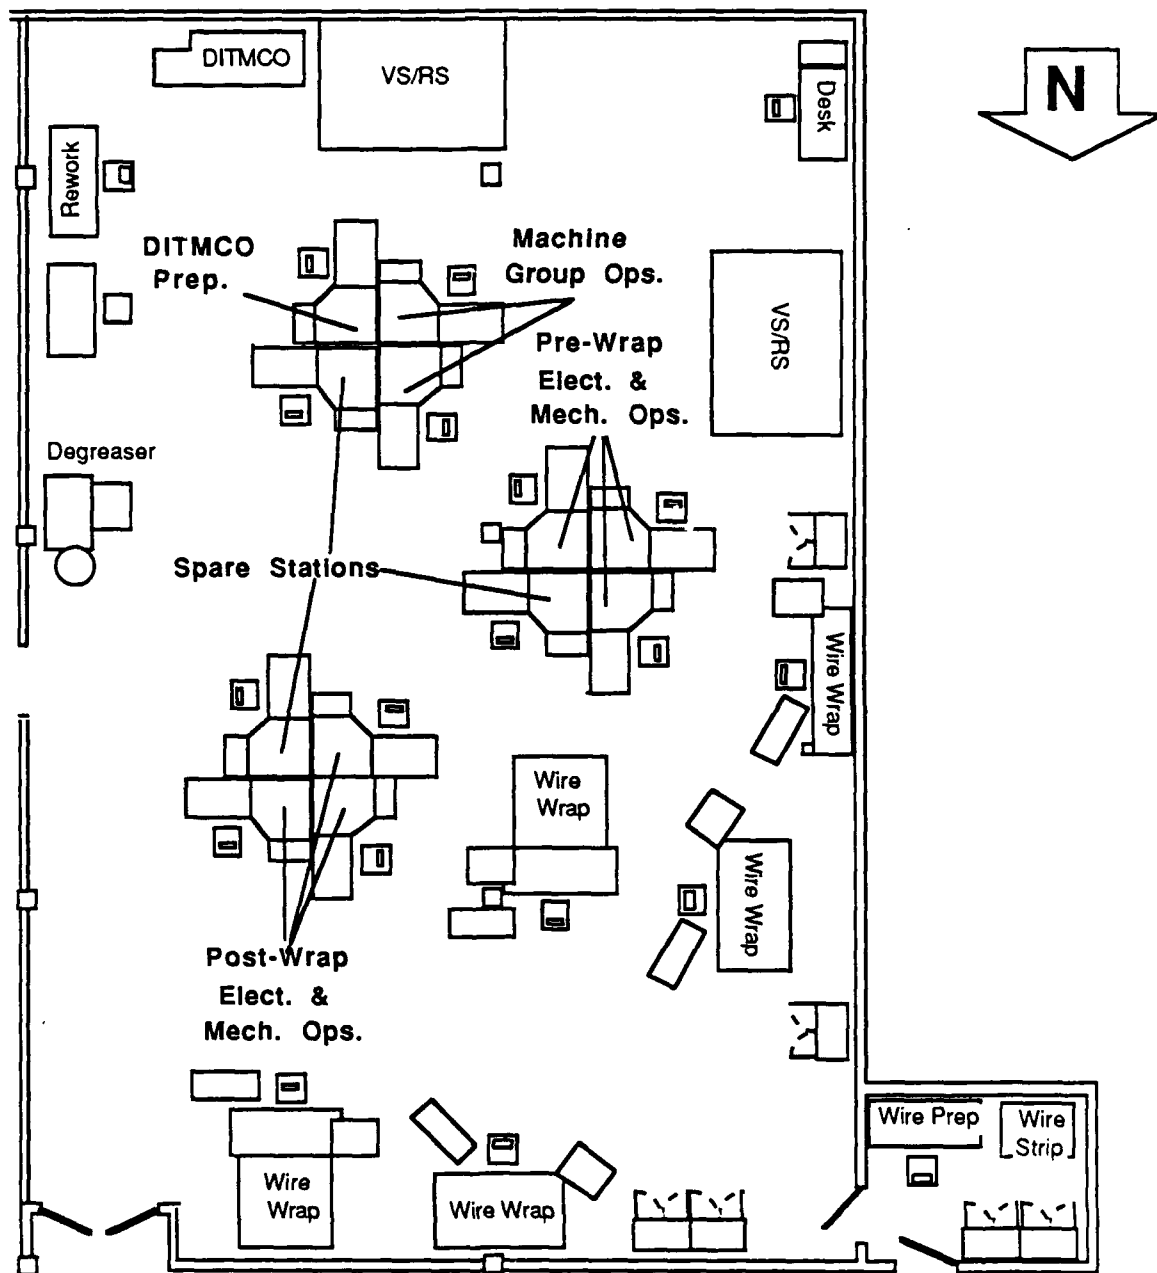 DITMCO
VS/RS
Desk
N
Rework
DITMCO
Prep.
Machine
Group Ops.
VS/RS
Pre-Wrap
Elect. &
Mech. Ops.
Degreaser
Spare Stations
Wire Wrap
Wire
Wrap
Wire Wrap
Post-Wrap
Elect. &
Mech. Ops.
Wire Prep
Wire
Strip
Wire
Wrap
Wire Wrap